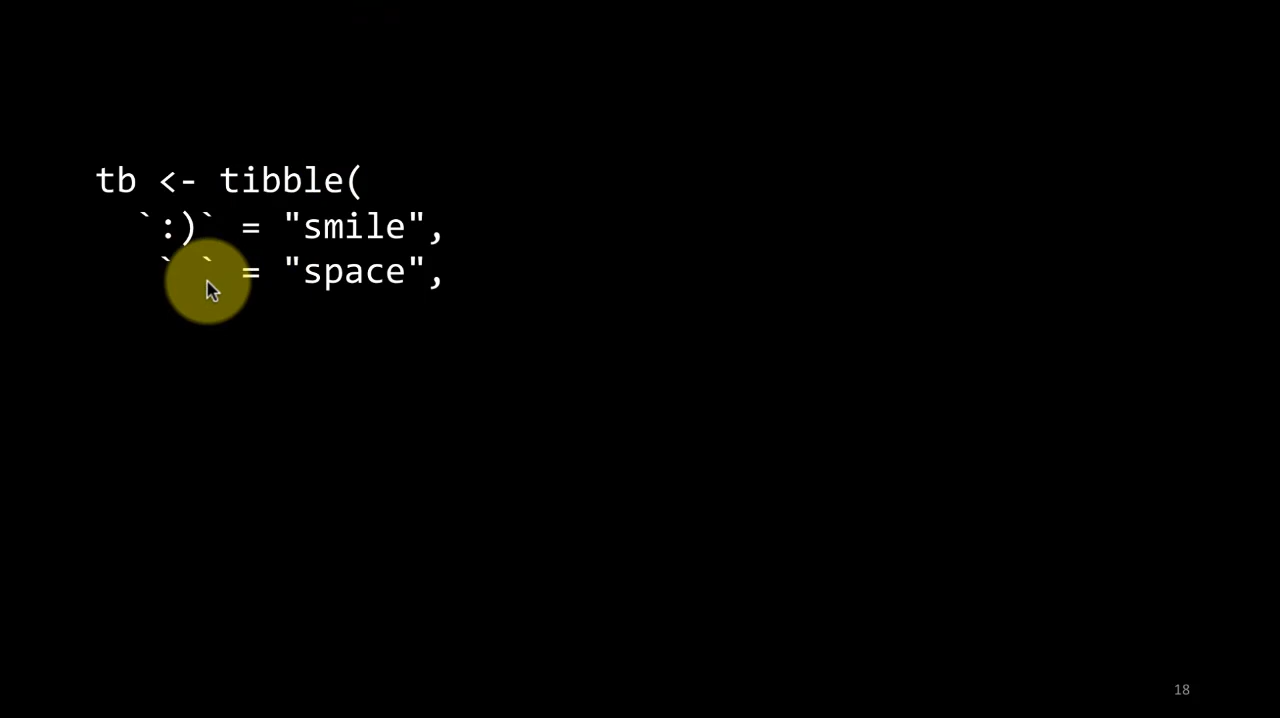 tb <- tibble(
  `:)` = "smile",
   ` ` = "space",
18